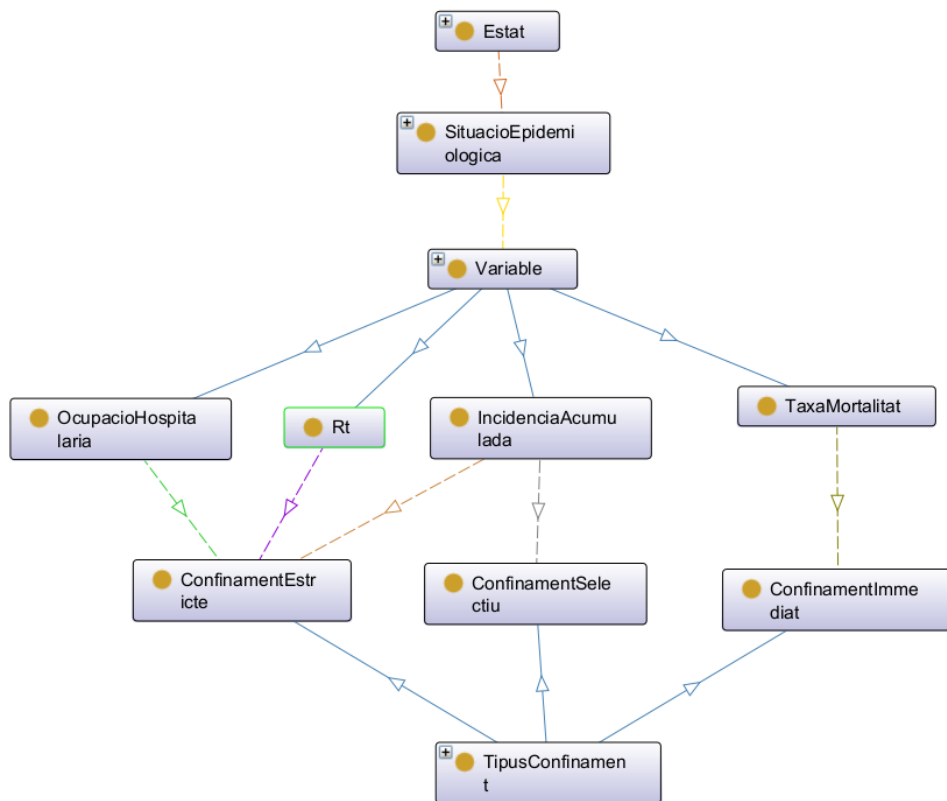 Estat
SituacioEpidemi
ologica
Variable
OcupacioHospita
laria
Rt
IncidenciaAcumu
lada
TaxaMortalitat
ConfinamentEstr
icte
ConfinamentSele
ctiu
ConfinamentImme
diat
TipusConfinamen
t